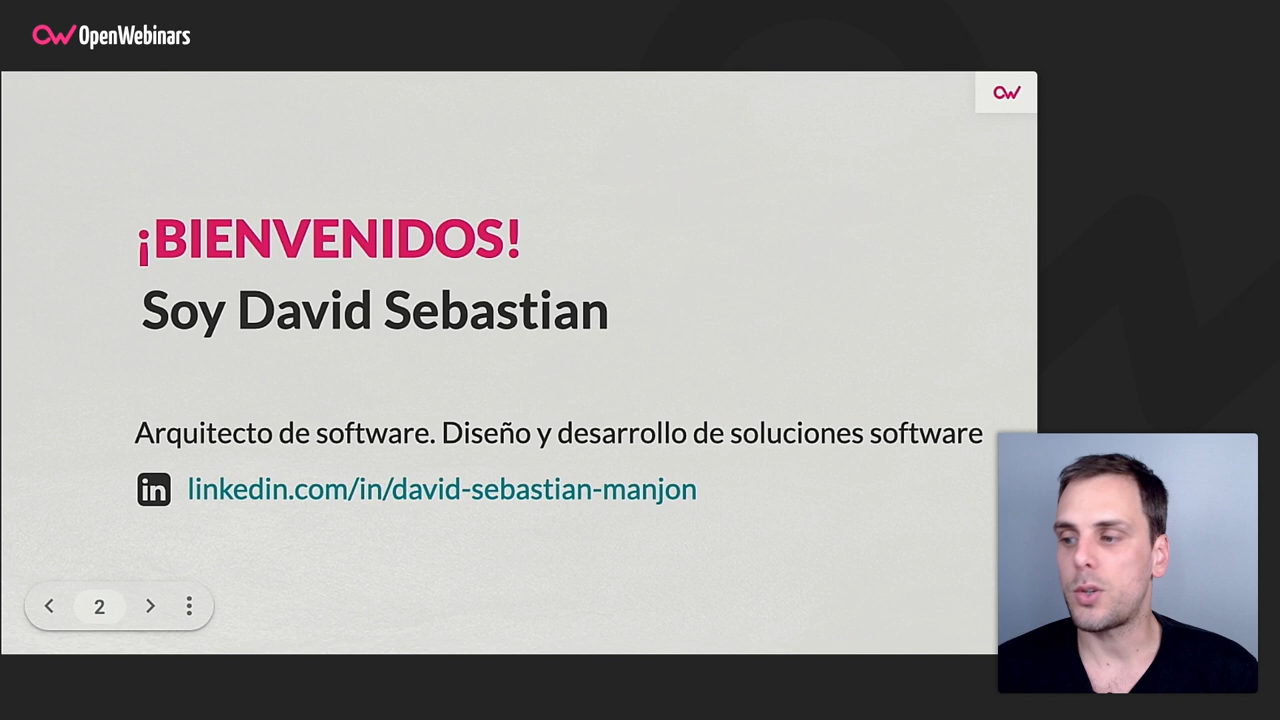 OpenWebinars
¡BIENVENIDOS!
Soy David Sebastian
Arquitecto de software. Diseño y desarrollo de soluciones software
in linkedin.com/in/david-sebastian-manjon
2